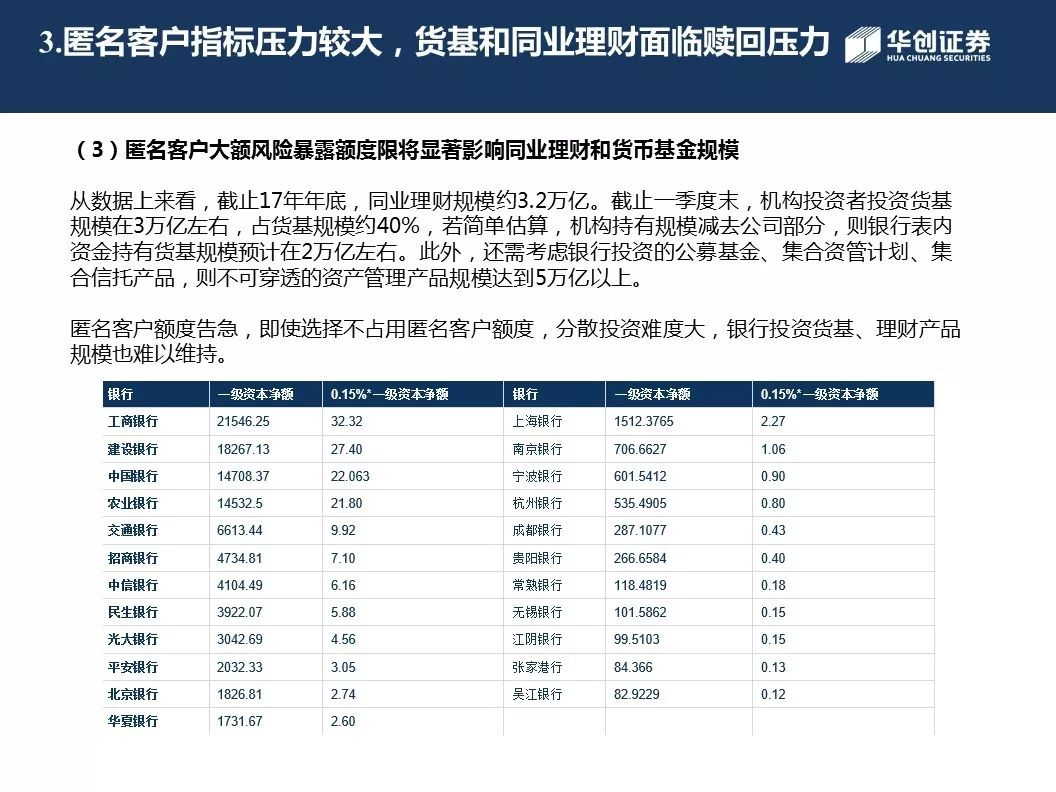 3.匿名客户指标压力较大，货基和同业理财面临赎回压力
华创证券
HUA CHUANG SECURITIES
（3）匿名客户大额风险暴露额度限将显著影响同业理财和货币基金规模
从数据上来看，截止17年年底，同业理财规模约3.2万亿。截止一季度末，机构投资者投资货基
规模在3万亿左右，占货基规模约40%，若简单估算，机构持有规模减去公司部分，则银行表内
资金持有货基规模预计在2万亿左右。此外，还需考虑银行投资的公募基金、集合资管计划、集
合信托产品，则不可穿透的资产管理产品规模达到5万亿以上。
匿名客户额度告急，即使选择不占用匿名客户额度，分散投资难度大，银行投资货基、理财产品
规模也难以维持。
银行 一级资本净额 0.15%*一级资本净额 银行 一级资本净额 0.15%*一级资本净额
工商银行 21546.25 32.32 上海银行 1512.3765 2.27
建设银行 18267.13 27.40 南京银行 706.6627 1.06
中国银行 14708.37 22.063 宁波银行 601.5412 0.90
农业银行 14532.5 21.80 杭州银行 535.4905 0.80
交通银行 6613.44 9.92 成都银行 287.1077 0.43
招商银行 4734.81 7.10 贵阳银行 266.6584 0.40
中信银行 4104.49 6.16 常熟银行 118.4819 0.18
民生银行 3922.07 5.88 无锡银行 101.5862 0.15
光大银行 3042.69 4.56 江阴银行 99.5103 0.15
平安银行 2032.33 3.05 张家港行 84.366 0.13
北京银行 1826.81 2.74 吴江银行 82.9229 0.12
华夏银行 1731.67 2.60